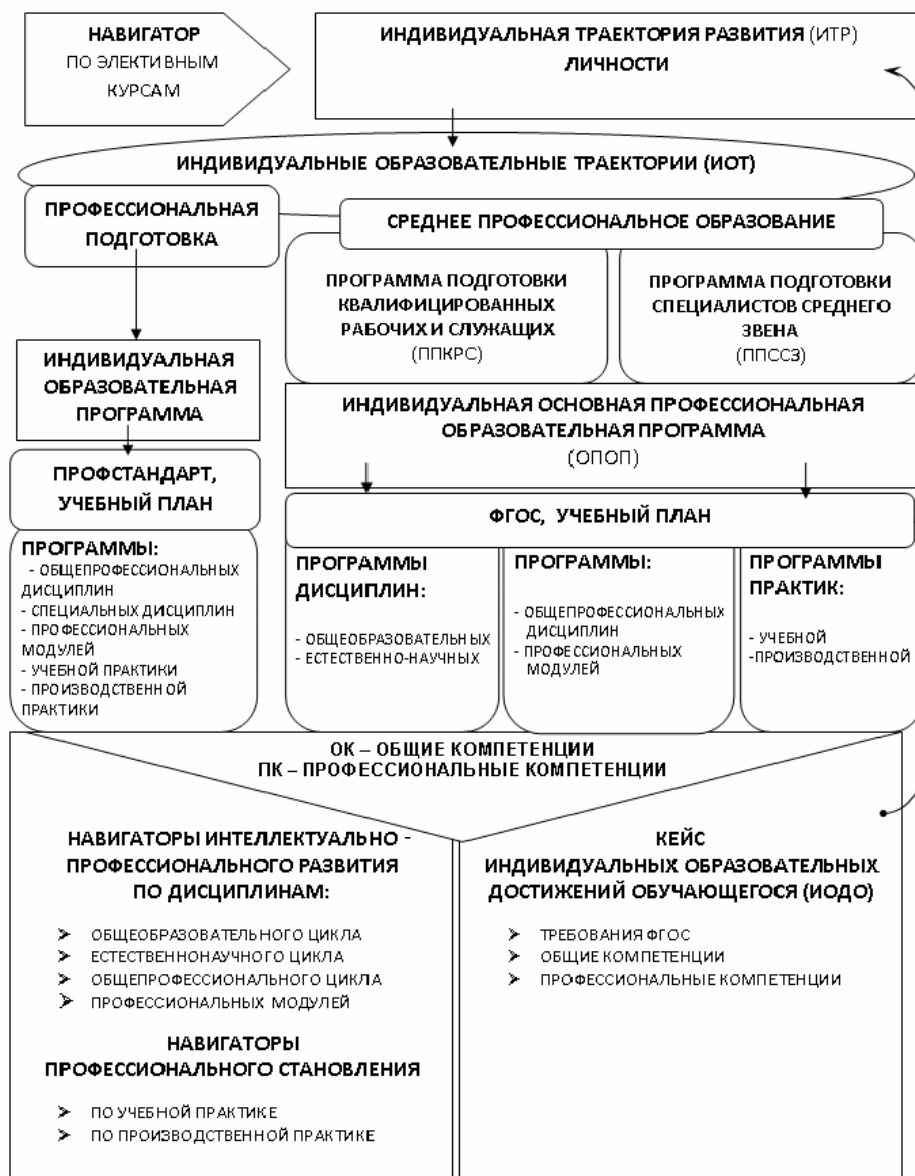 НАВИГАТОР
ПО ЭЛЕКТИВНЫМ
КУРСАМ
ИНДИВИДУАЛЬНАЯ ТРАЕКТОРИЯ РАЗВИТИЯ (ИТР)
ЛИЧНОСТИ
ИНДИВИДУАЛЬНЫЕ ОБРАЗОВАТЕЛЬНЫЕ ТРАЕКТОРИИ (ИОТ)
ПРОФЕССИОНАЛЬНАЯ
ПОДГОТОВКА
СРЕДНЕЕ ПРОФЕССИОНАЛЬНОЕ ОБРАЗОВАНИЕ
ПРОГРАММА ПОДГОТОВКИ
КВАЛИФИЦИРОВАННЫХ
РАБОЧИХ И СЛУЖАЩИХ
(ППКРС)
ПРОГРАММА ПОДГОТОВКИ
СПЕЦИАЛИСТОВ СРЕДНЕГО
ЗВЕНА
(ППССЗ)
ИНДИВИДУАЛЬНАЯ
ОБРАЗОВАТЕЛЬНАЯ
ПРОГРАММА
ИНДИВИДУАЛЬНАЯ ОСНОВНАЯ ПРОФЕССИОНАЛЬНАЯ
ОБРАЗОВАТЕЛЬНАЯ ПРОГРАММА
(ОПОП)
ПРОФСТАНДАРТ,
УЧЕБНЫЙ ПЛАН
ФГОС, УЧЕБНЫЙ ПЛАН
ПРОГРАММЫ:
- ОБЩЕПРОФЕССИОНАЛЬНЫХ
ДИСЦИПЛИН
- СПЕЦИАЛЬНЫХ ДИСЦИПЛИН
- ПРОФЕССИОНАЛЬНЫХ
МОДУЛЕЙ
- УЧЕБНОЙ ПРАКТИКИ
- ПРОИЗВОДСТВЕННОЙ
ПРАКТИКИ
ПРОГРАММЫ
ДИСЦИПЛИН:
- ОБЩЕОБРАЗОВАТЕЛЬНЫХ
- ЕСТЕСТВЕННО-НАУЧНЫХ
ПРОГРАММЫ:
- ОБЩЕПРОФЕССИОНАЛЬНЫХ
ДИСЦИПЛИН
- ПРОФЕССИОНАЛЬНЫХ
МОДУЛЕЙ
ПРОГРАММЫ
ПРАКТИК:
- УЧЕБНОЙ
-ПРОИЗВОДСТВЕННОЙ
ОК – ОБЩИЕ КОМПЕТЕНЦИИ
ПК – ПРОФЕССИОНАЛЬНЫЕ КОМПЕТЕНЦИИ
НАВИГАТОРЫ ИНТЕЛЛЕКТУАЛЬНО -
ПРОФЕССИОНАЛЬНОГО РАЗВИТИЯ
ПО ДИСЦИПЛИНАМ:
➢ ОБЩЕОБРАЗОВАТЕЛЬНОГО ЦИКЛА
➢ ЕСТЕСТВЕННОНАУЧНОГО ЦИКЛА
➢ ОБЩЕПРОФЕССИОНАЛЬНОГО ЦИКЛА
➢ ПРОФЕССИОНАЛЬНЫХ МОДУЛЕЙ
НАВИГАТОРЫ
ПРОФЕССИОНАЛЬНОГО СТАНОВЛЕНИЯ
➢ ПО УЧЕБНОЙ ПРАКТИКЕ
➢ ПО ПРОИЗВОДСТВЕННОЙ ПРАКТИКЕ
КЕЙС
ИНДИВИДУАЛЬНЫХ ОБРАЗОВАТЕЛЬНЫХ
ДОСТИЖЕНИЙ ОБУЧАЮЩЕГОСЯ (ИОДО)
➢ ТРЕБОВАНИЯ ФГОС
➢ ОБЩИЕ КОМПЕТЕНЦИИ
➢ ПРОФЕССИОНАЛЬНЫЕ КОМПЕТЕНЦИИ